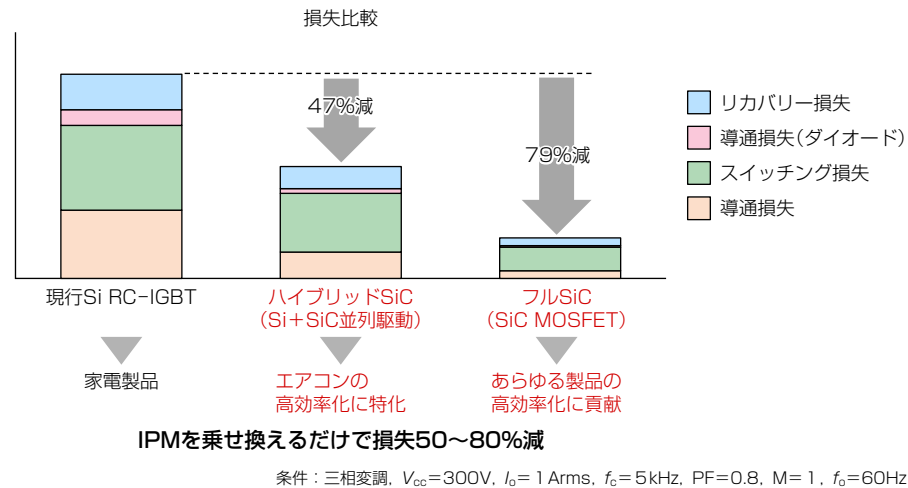 損失比較
47%減
79%減
リカバリー損失
導通損失（ダイオード）
スイッチング損失
導通損失
現行Si RC-IGBT
ハイブリッドSiC
（Si＋SiC並列駆動）
フルSiC
（SiC MOSFET）
家電製品
エアコンの
高効率化に特化
あらゆる製品の
高効率化に貢献
IPMを乗せ換えるだけで損失50〜80%減
条件：三相変調，Vcc＝300V，Io＝1Arms，fc＝5kHz，PF＝0.8，M＝1，fo＝60Hz